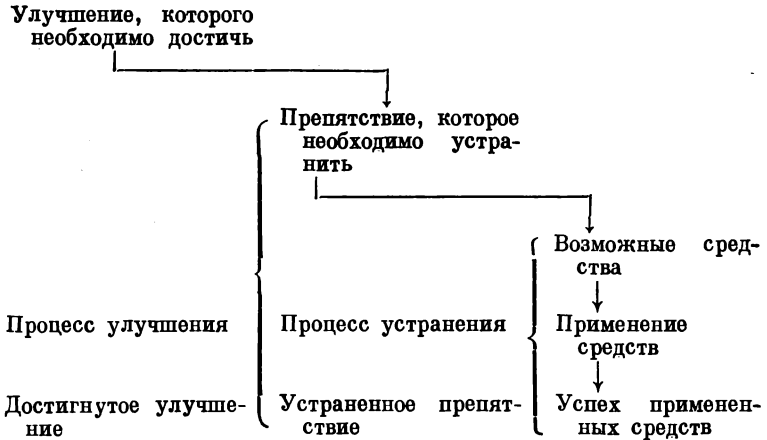 Улучшение, которого
необходимо достичь
Препятствие, которое
необходимо устра-
нить
Возможные сред-
ства
Процесс улучшения
Процесс устранения
Применение
средств
Достигнутое улучше-
ние
Устраненное препят-
ствие
Успех применен-
ных средств